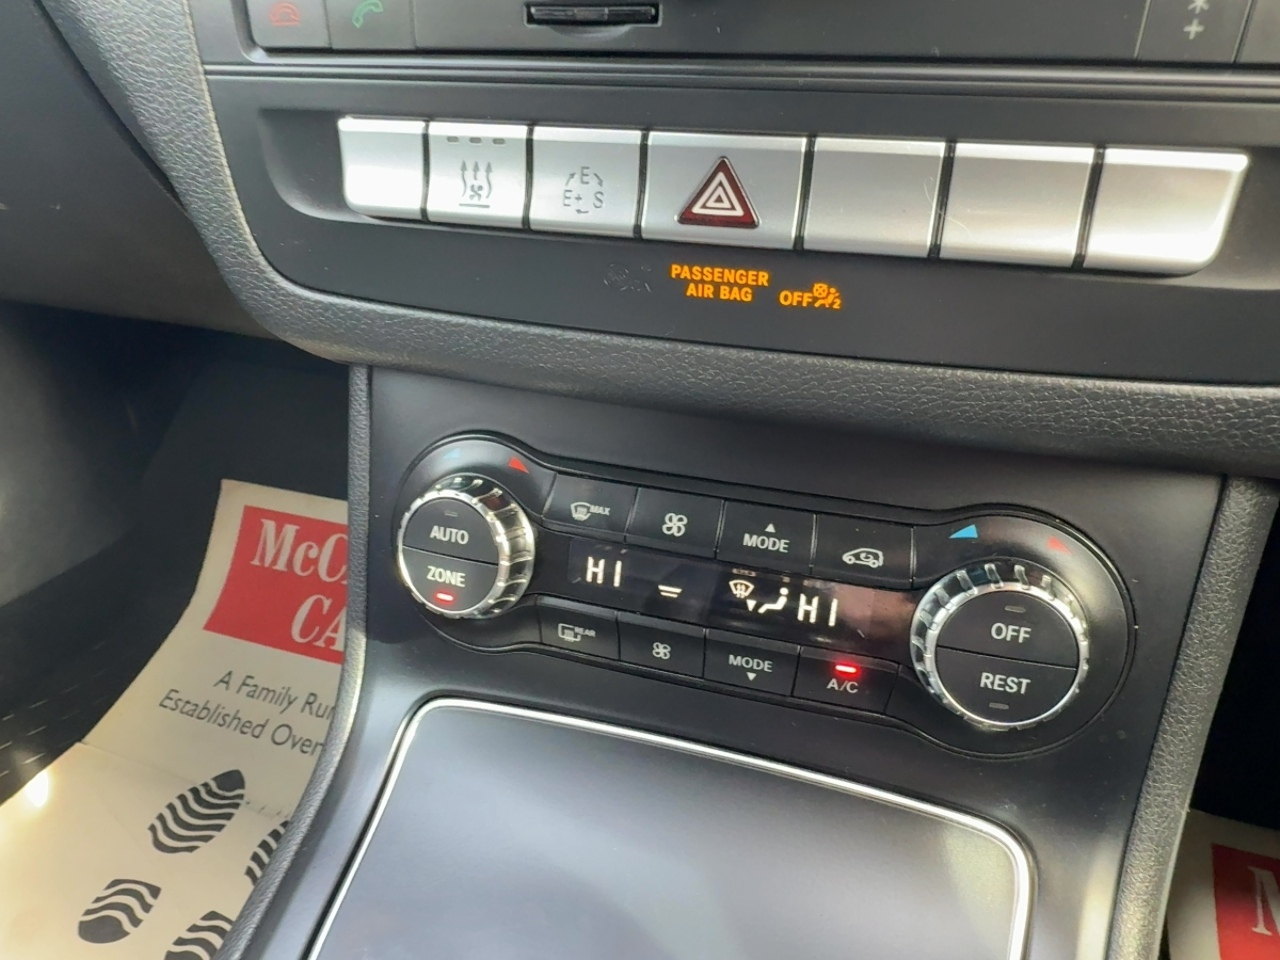 E
E+ S
PASSENGER
AIR BAG
OFF
2
AUTO
ZONE
MAX
MODE
HI
HI
REAR
MODE
A/C
OFF
REST
McC
CA
A Family Ru
Established Over
M